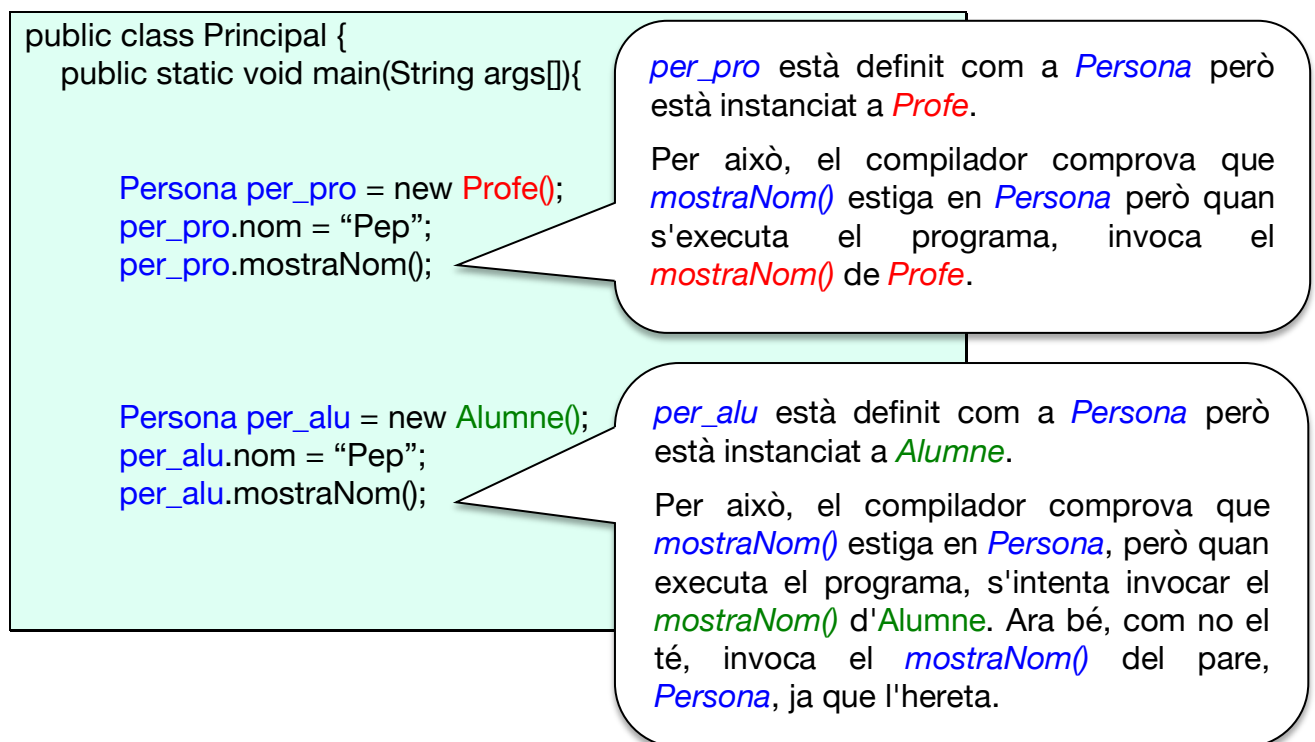 public class Principal {
public static void main(String args[]){
Persona per_pro = new Profe();
per_pro.nom = “Pep”;
per_pro.mostraNom();
per_pro està definit com a Persona però
està instanciat a Profe.
Per això, el compilador comprova que
mostraNom() estiga en Persona però quan
s'executa el programa, invoca el
mostraNom() de Profe.
Persona per_alu = new Alumne();
per_alu.nom = “Pep”;
per_alu.mostraNom();
per_alu està definit com a Persona però
està instanciat a Alumne.
Per això, el compilador comprova que
mostraNom() estiga en Persona, però quan
executa el programa, s'intenta invocar el
mostraNom() d'Alumne. Ara bé, com no el
té, invoca el mostraNom() del pare,
Persona, ja que l'hereta.